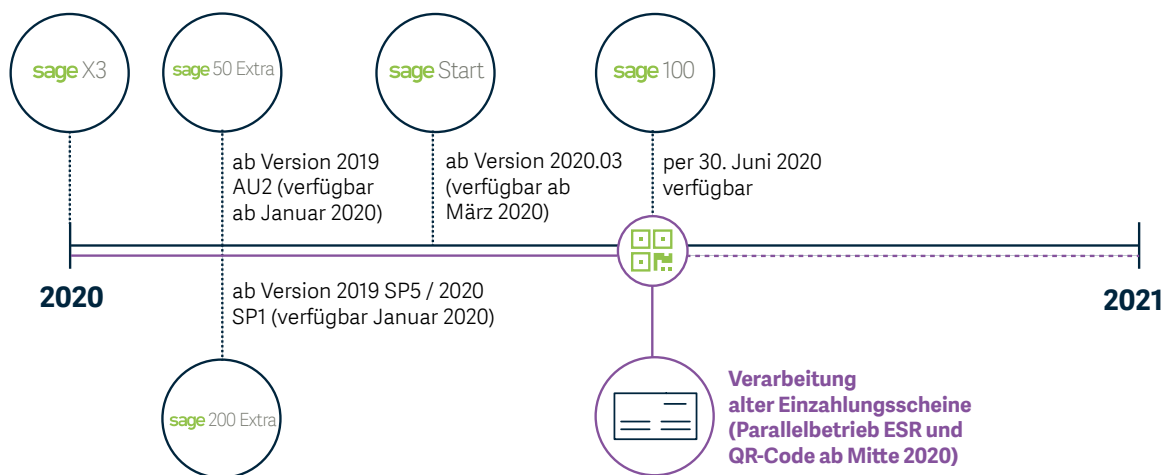 sage X3
sage 50 Extra
sage Start
sage 100
ab Version 2019
AU2 (verfügbar
ab Januar 2020)
ab Version 2020.03
(verfügbar ab
März 2020)
per 30. Juni 2020
verfügbar
2020
2021
ab Version 2019 SP5 / 2020
SP1 (verfügbar Januar 2020)
sage 200 Extra
Verarbeitung
alter Einzahlungsscheine
(Parallelbetrieb ESR und
QR-Code ab Mitte 2020)